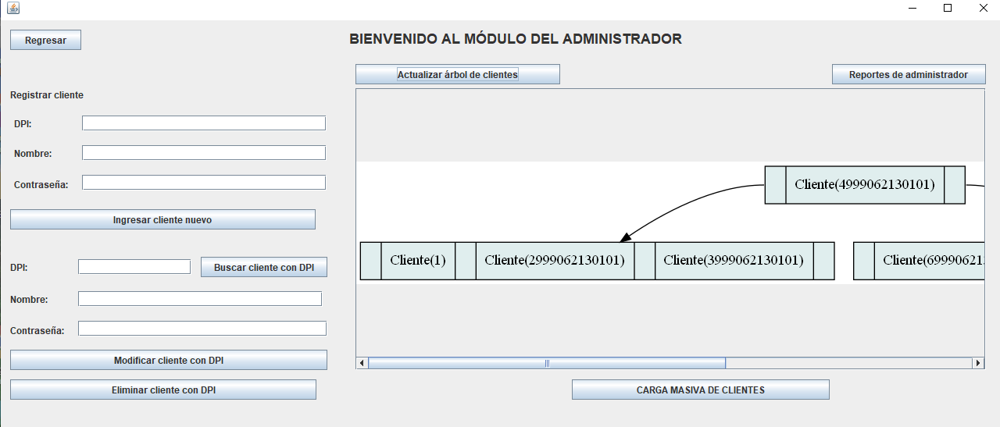 Regresar
BIENVENIDO AL MÓDULO DEL ADMINISTRADOR
Actualizar árbol de clientes
Reportes de administrador
Registrar cliente
DPI:
Nombre:
Contraseña:
Ingresar cliente nuevo
DPI:
Buscar cliente con DPI
Nombre:
Contraseña:
Modificar cliente con DPI
Eliminar cliente con DPI
Cliente(4999062130101)
Cliente(1)
Cliente(2999062130101)
Cliente(3999062130101)
Cliente(69990621
CARGA MASIVA DE CLIENTES